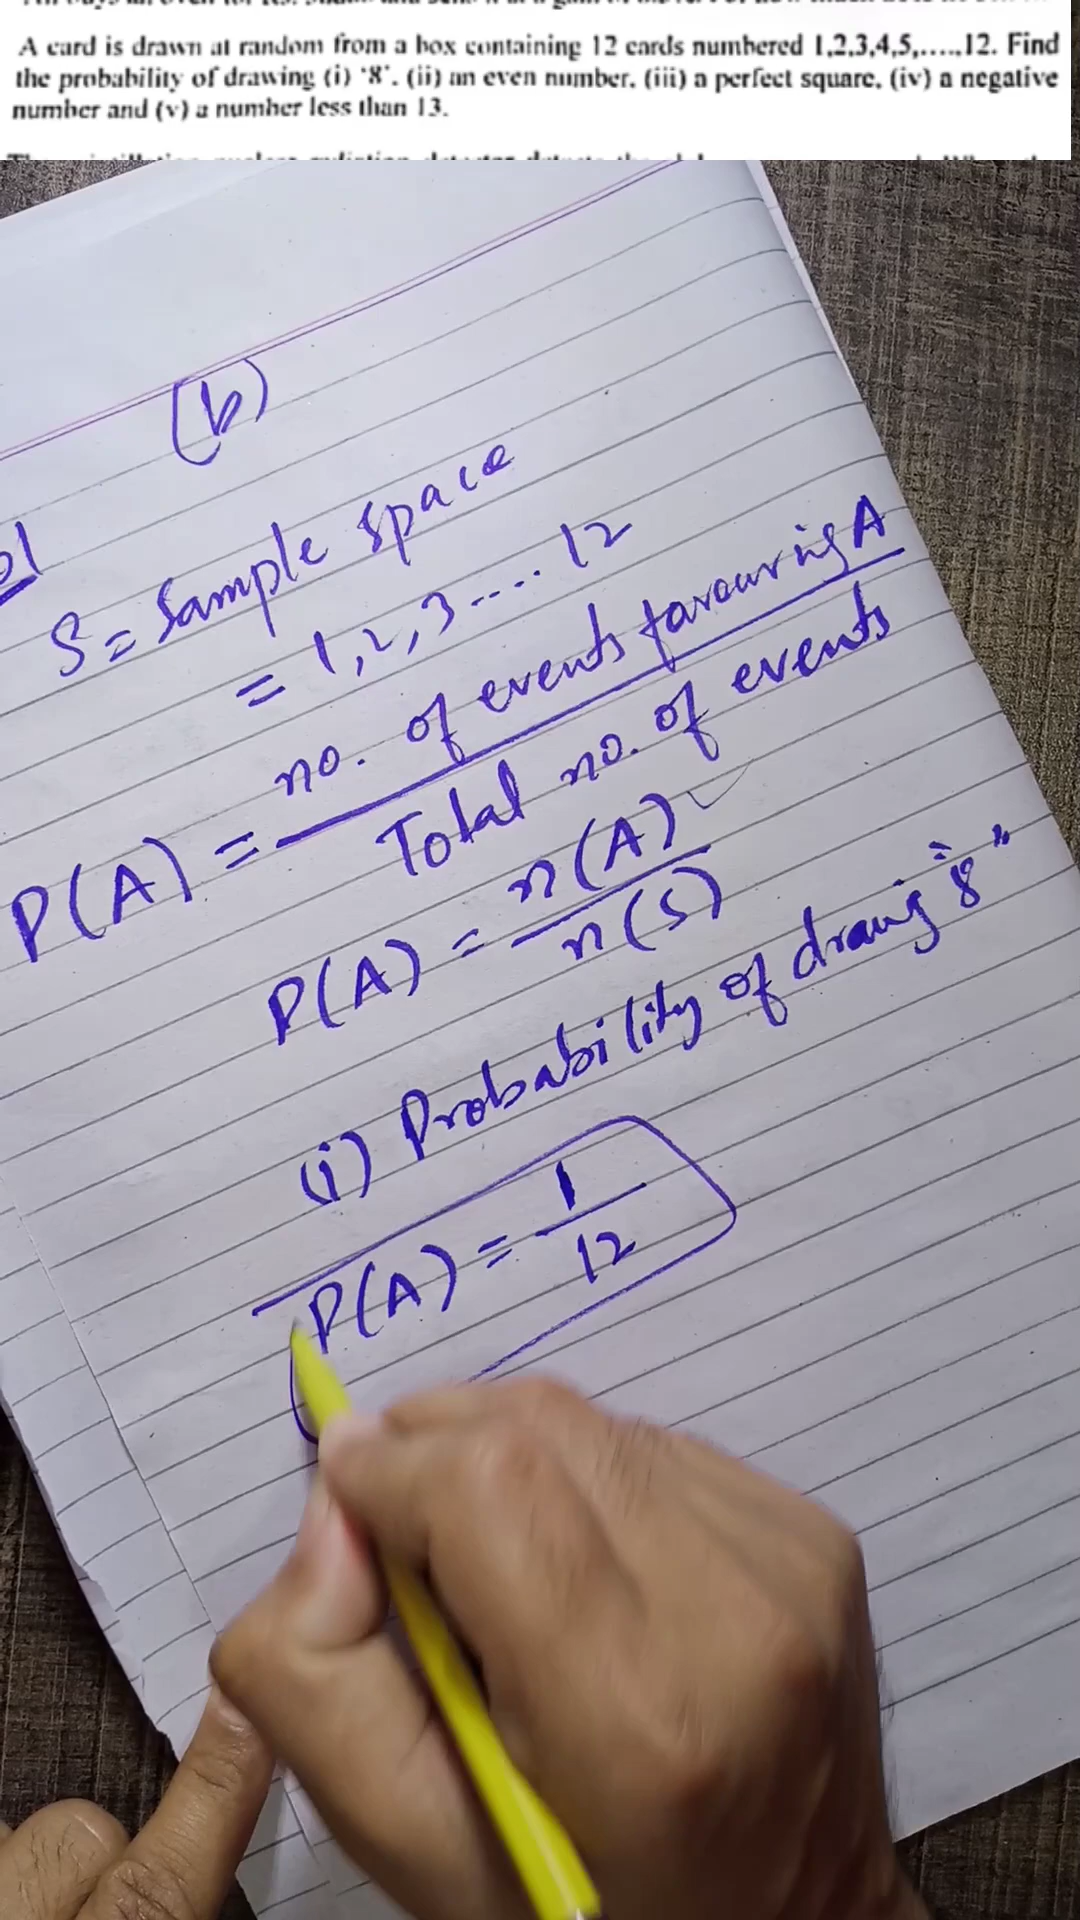 A card is drawn at random from a box containing 12 cards numbered 1,2,3,4,5,.....12. Find
the probability of drawing (i) '8'. (ii) an even number. (iii) a perfect square. (iv) a negative
number and (v) a number less than 13.
(b)
S = Sample space
= 1, 2, 3 .... 12
P(A) = no. of events favouring A
Total no. of events
P(A) = n(A)
n(S)
(i) Probability of drawig "8"
P(A) = 1
12